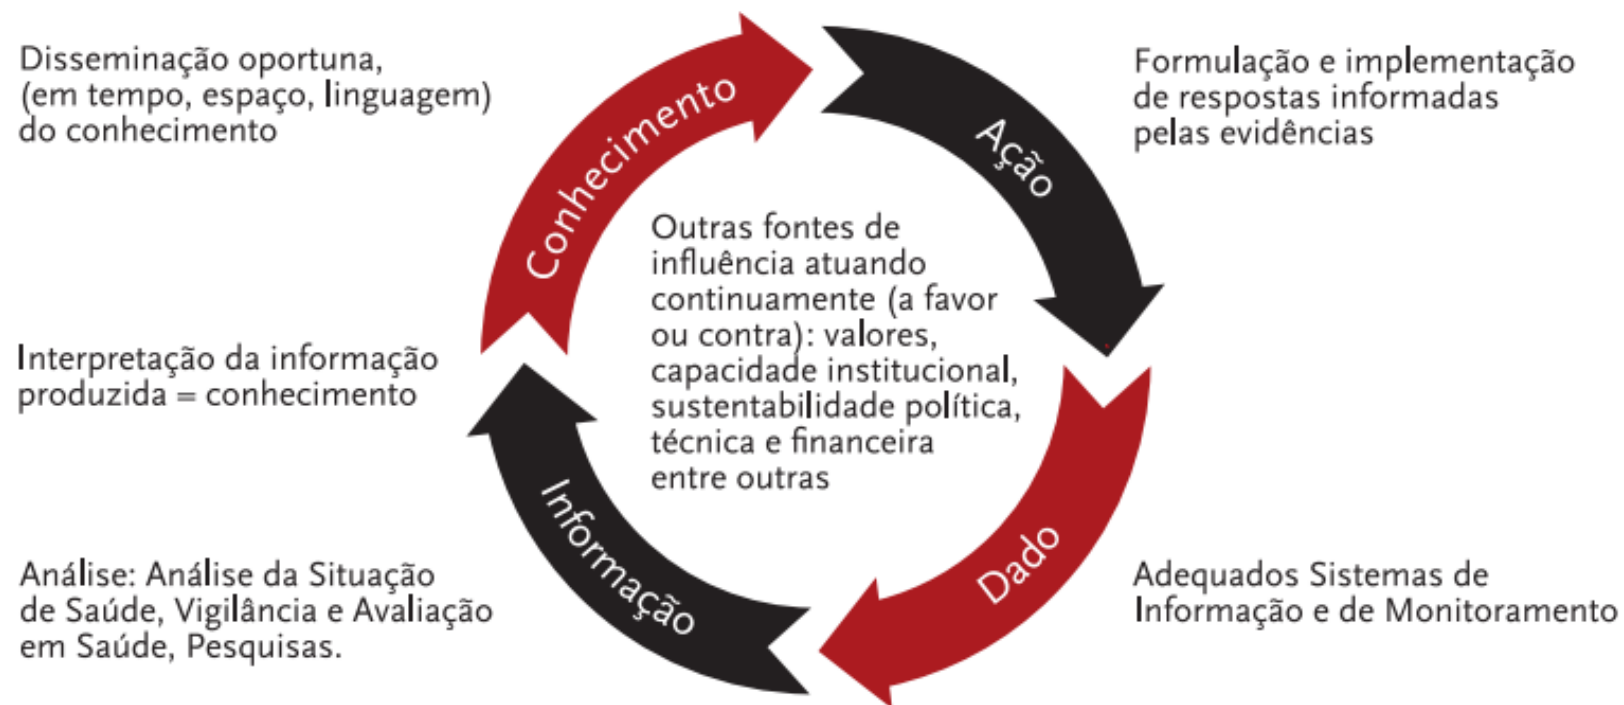 Disseminação oportuna,
(em tempo, espaço, linguagem)
do conhecimento
Conhecimento
Ação
Formulação e implementação
de respostas informadas
pelas evidências
Outras fontes de
influência atuando
continuamente (a favor
ou contra): valores,
capacidade institucional,
sustentabilidade política,
técnica e financeira
entre outras
Interpretação da informação
produzida = conhecimento
Informação
Dado
Análise: Análise da Situação
de Saúde, Vigilância e Avaliação
em Saúde, Pesquisas.
Adequados Sistemas de
Informação e de Monitoramento